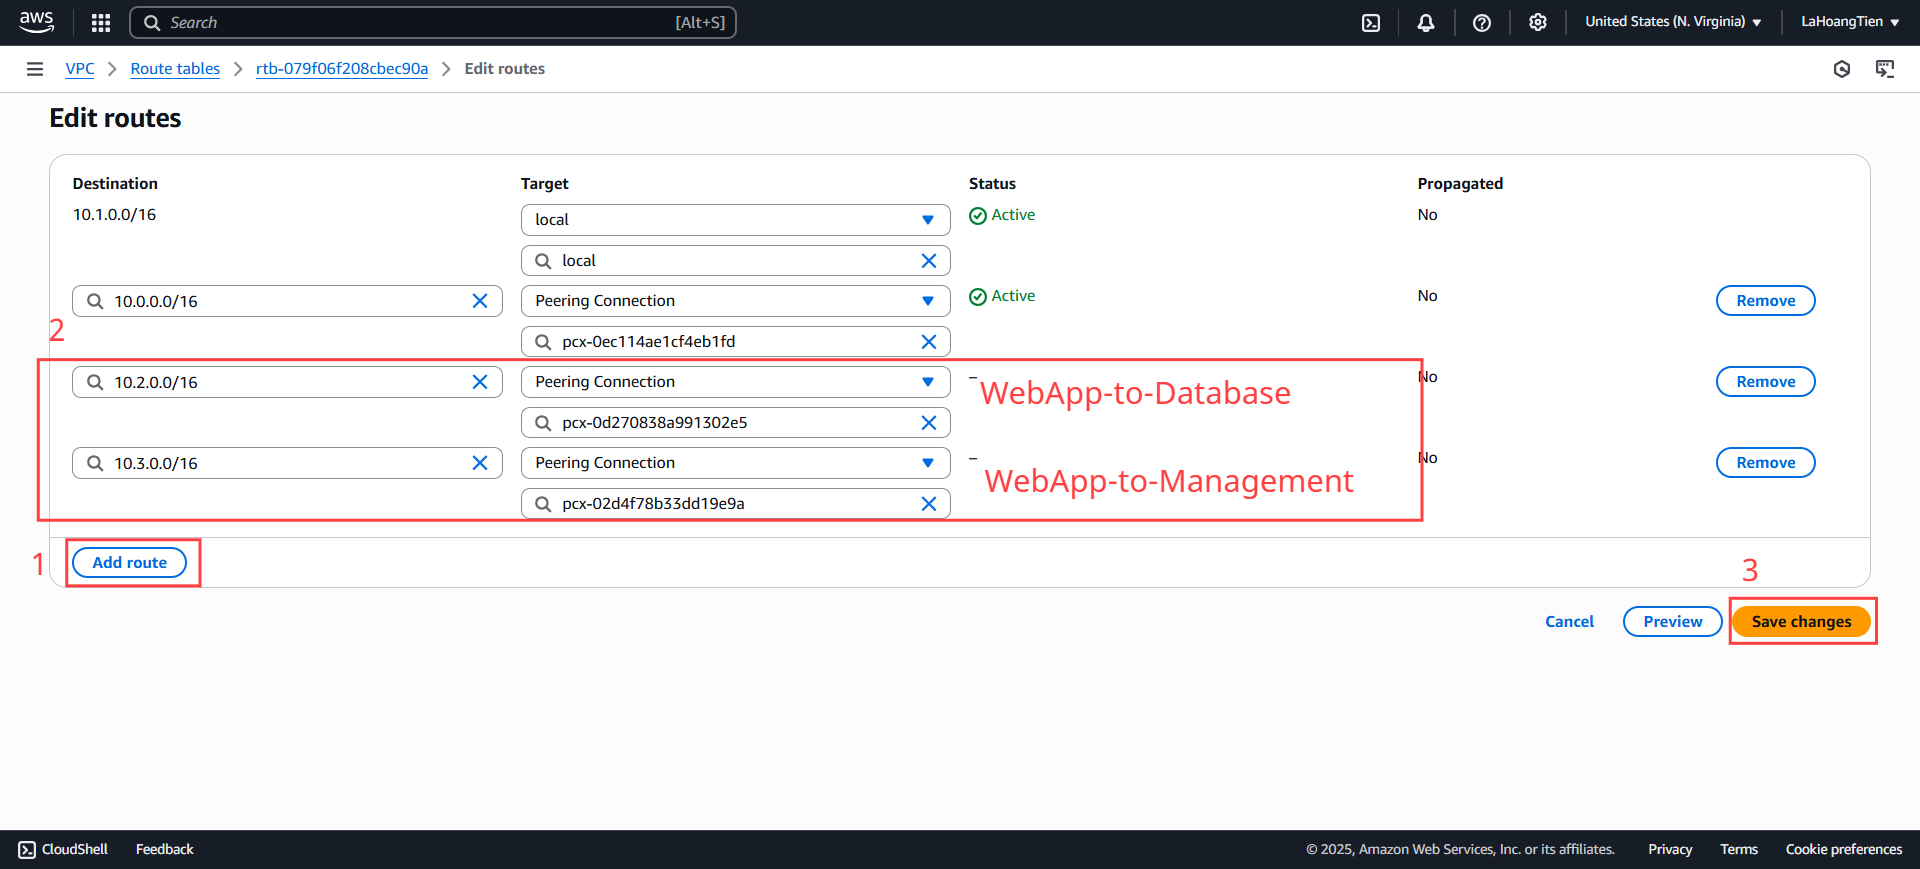 aws Search [Alt+S] United States (N. Virginia) LaHoangTien
VPC Route tables rtb-079f06f208cbec90a Edit routes
Edit routes
Destination Target Status Propagated
10.1.0.0/16 local Active No
local
10.0.0.0/16 Peering Connection Active No Remove
2
pcx-0ec114ae1cf4eb1fd
10.2.0.0/16 Peering Connection – No Remove
WebApp-to-Database
pcx-0d270838a991302e5
10.3.0.0/16 Peering Connection – No Remove
WebApp-to-Management
pcx-02d4f78b33dd19e9a
1 Add route
3
Cancel Preview Save changes
CloudShell Feedback © 2025, Amazon Web Services, Inc. or its affiliates. Privacy Terms Cookie preferences